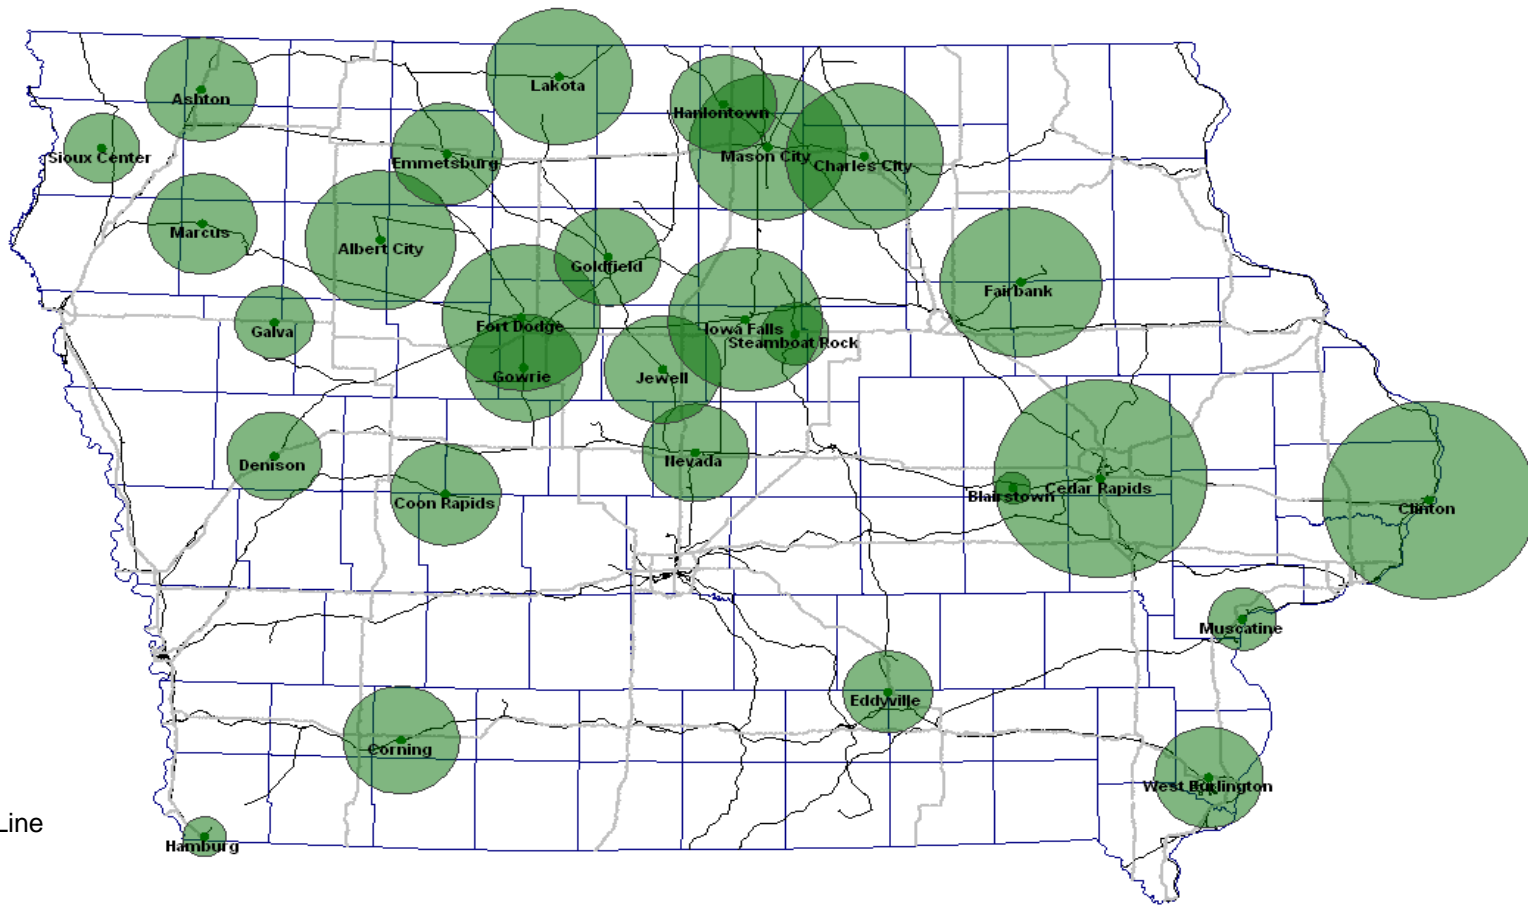 Lakota
Ashton
Hanlontown
Sioux Center
Emmetsburg
Mason City
Charles City
Marcus
Albert City
Goldfield
Fairbank
Galva
Fort Dodge
Iowa Falls
Steamboat Rock
Gowrie
Jewell
Denison
Nevada
Coon Rapids
Blairstown
Cedar Rapids
Clinton
Muscatine
Eddyville
Corning
West Burlington
Line
Hamburg